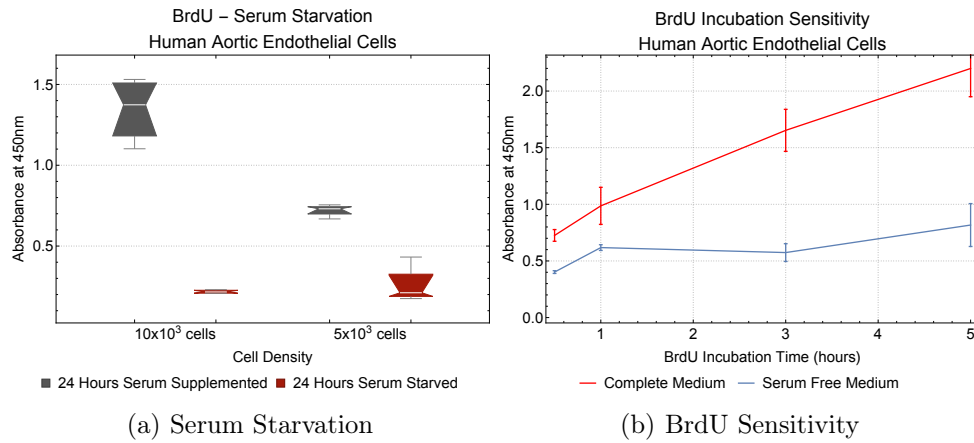 BrdU – Serum Starvation
Human Aortic Endothelial Cells
Absorbance at 450nm
1.5
1.0
0.5
10x10³ cells
5x10³ cells
Cell Density
24 Hours Serum Supplemented
24 Hours Serum Starved
(a) Serum Starvation
BrdU Incubation Sensitivity
Human Aortic Endothelial Cells
Absorbance at 450nm
2.0
1.5
1.0
0.5
0.0
1 2 3 4 5
BrdU Incubation Time (hours)
Complete Medium
Serum Free Medium
(b) BrdU Sensitivity